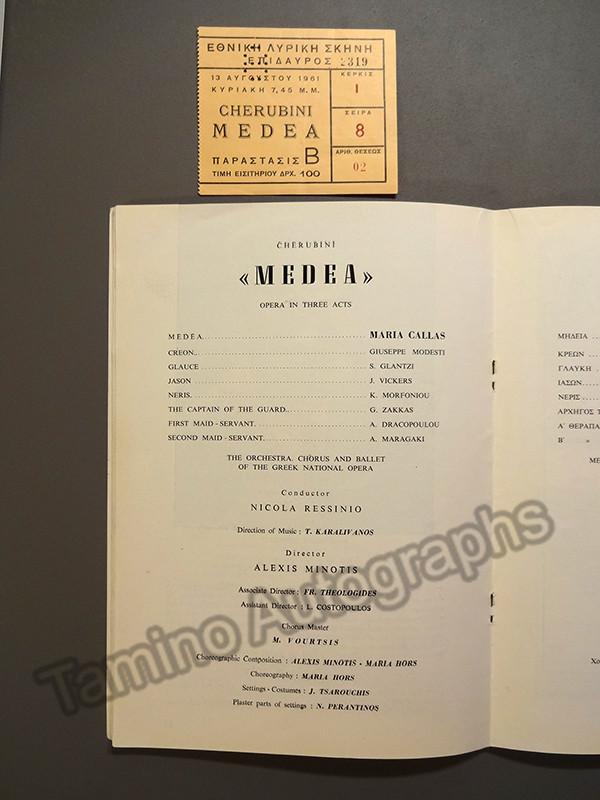 ΕΘΝΙΚΗ ΛΥΡΙΚΗ ΣΚΗΝΗ
ΕΠΙΔΑΥΡΟΣ 2319
13 ΑΥΓΟΥΣΤΟΥ 1961
ΚΥΡΙΑΚΗ 7,45 Μ.Μ.
CHERUBINI
MEDEA
ΠΑΡΑΣΤΑΣΙΣ Β
ΤΙΜΗ ΕΙΣΙΤΗΡΙΟΥ ΔΡΧ. 100
ΚΕΡΚΙΣ
1
ΣΕΙΡΑ
8
ΑΡΙΘ. ΘΕΣΕΩΣ
02
CHERUBINI
«MEDEA»
OPERA IN THREE ACTS
MEDEA MARIA CALLAS
CREON GIUSEPPE MODESTI
GLAUCE S. GLANTZI
JASON J. VICKERS
NERIS K. MORFONIOU
THE CAPTAIN OF THE GUARD G. ZAKKAS
FIRST MAID - SERVANT A. DRACOPOULOU
SECOND MAID - SERVANT A. MARAGAKI
THE ORCHESTRA, CHORUS AND BALLET
OF THE GREEK NATIONAL OPERA
Conductor
NICOLA RESSINIO
Direction of Music : T. KARALIVANOS
Director
ALEXIS MINOTIS
Associate Director : FR. THEOLOGIDES
Assistant Director : L. COSTOPOULOS
Chorus Master
M. VOURTSIS
Choreographic Composition : ALEXIS MINOTIS - MARIA HORS
Choreography : MARIA HORS
Settings - Costumes : J. TSAROUCHIS
Plaster parts of settings : N. PERANTINOS
ΜΗΔΕΙΑ
ΚΡΕΩΝ
ΓΛΑΥΚΗ
ΙΑΣΩΝ
ΝΕΡΙΣ
ΑΡΧΗΓΟΣ Τ
Α΄ ΘΕΡΑΠΑ
Β΄ »
ΜΕ
Χο
Tamino Autographs